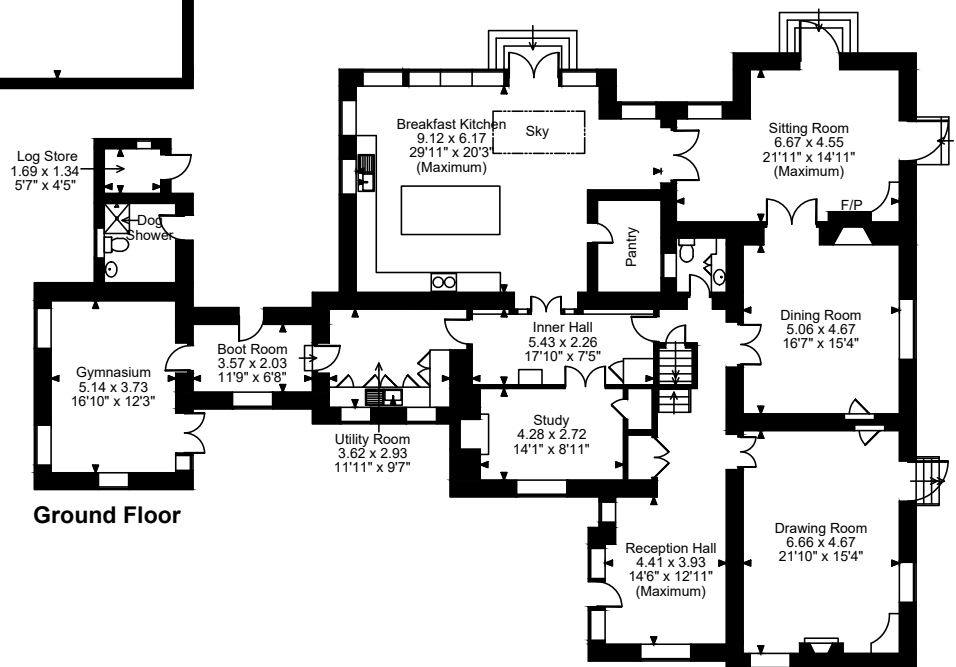 Log Store
1.69 x 1.34
5'7" x 4'5"
Dog
Shower
Gymnasium
5.14 x 3.73
16'10" x 12'3"
Boot Room
3.57 x 2.03
11'9" x 6'8"
Utility Room
3.62 x 2.93
11'11" x 9'7"
Breakfast Kitchen
9.12 x 6.17
29'11" x 20'3"
(Maximum)
Sky
Pantry
Inner Hall
5.43 x 2.26
17'10" x 7'5"
Study
4.28 x 2.72
14'1" x 8'11"
Reception Hall
4.41 x 3.93
14'6" x 12'11"
(Maximum)
Sitting Room
6.67 x 4.55
21'11" x 14'11"
(Maximum)
F/P
Dining Room
5.06 x 4.67
16'7" x 15'4"
Drawing Room
6.66 x 4.67
21'10" x 15'4"
Ground Floor